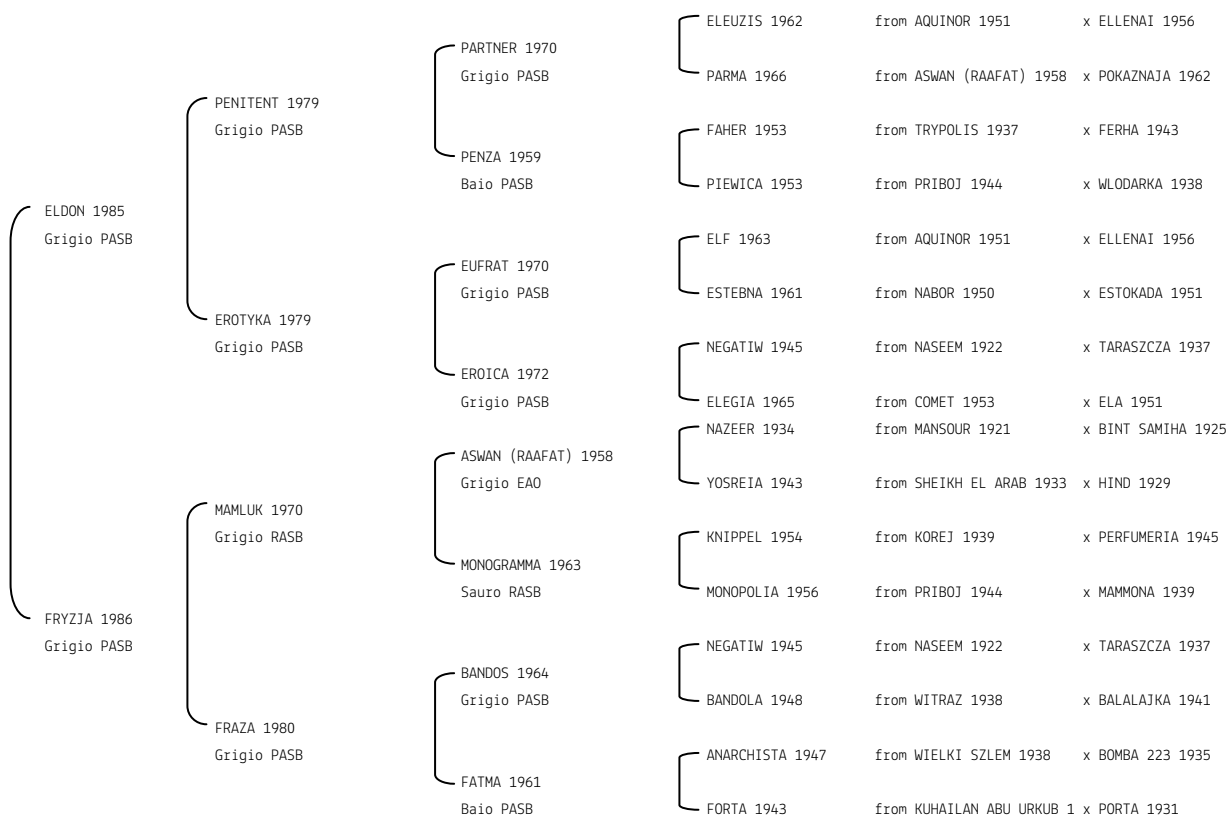 ELEUZIS 1962 from AQUINOR 1951 x ELLENAI 1956
PARTNER 1970
Grigio PASB PARMA 1966 from ASWAN (RAAFAT) 1958 x POKAZNAJA 1962
PENITENT 1979
Grigio PASB FAHER 1953 from TRYPOLIS 1937 x FERHA 1943
PENZA 1959
Baio PASB PIEWICA 1953 from PRIBOJ 1944 x WLODARKA 1938
ELDON 1985
Grigio PASB ELF 1963 from AQUINOR 1951 x ELLENAI 1956
EUFRAT 1970
Grigio PASB ESTEBNA 1961 from NABOR 1950 x ESTOKADA 1951
EROTYKA 1979
Grigio PASB NEGATIW 1945 from NASEEM 1922 x TARASZCZA 1937
EROICA 1972
Grigio PASB ELEGIA 1965 from COMET 1953 x ELA 1951
NAZEER 1934 from MANSOUR 1921 x BINT SAMIHA 1925
ASWAN (RAAFAT) 1958
Grigio EAO YOSREIA 1943 from SHEIKH EL ARAB 1933 x HIND 1929
MAMLUK 1970
Grigio RASB KNIPPEL 1954 from KOREJ 1939 x PERFUMERIA 1945
MONOGRAMMA 1963
Sauro RASB MONOPOLIA 1956 from PRIBOJ 1944 x MAMMONA 1939
FRYZJA 1986
Grigio PASB NEGATIW 1945 from NASEEM 1922 x TARASZCZA 1937
BANDOS 1964
Grigio PASB BANDOLA 1948 from WITRAZ 1938 x BALALAJKA 1941
FRAZA 1980
Grigio PASB ANARCHISTA 1947 from WIELKI SZLEM 1938 x BOMBA 223 1935
FATMA 1961
Baio PASB FORTA 1943 from KUHAILAN ABU URKUB 1 x PORTA 1931